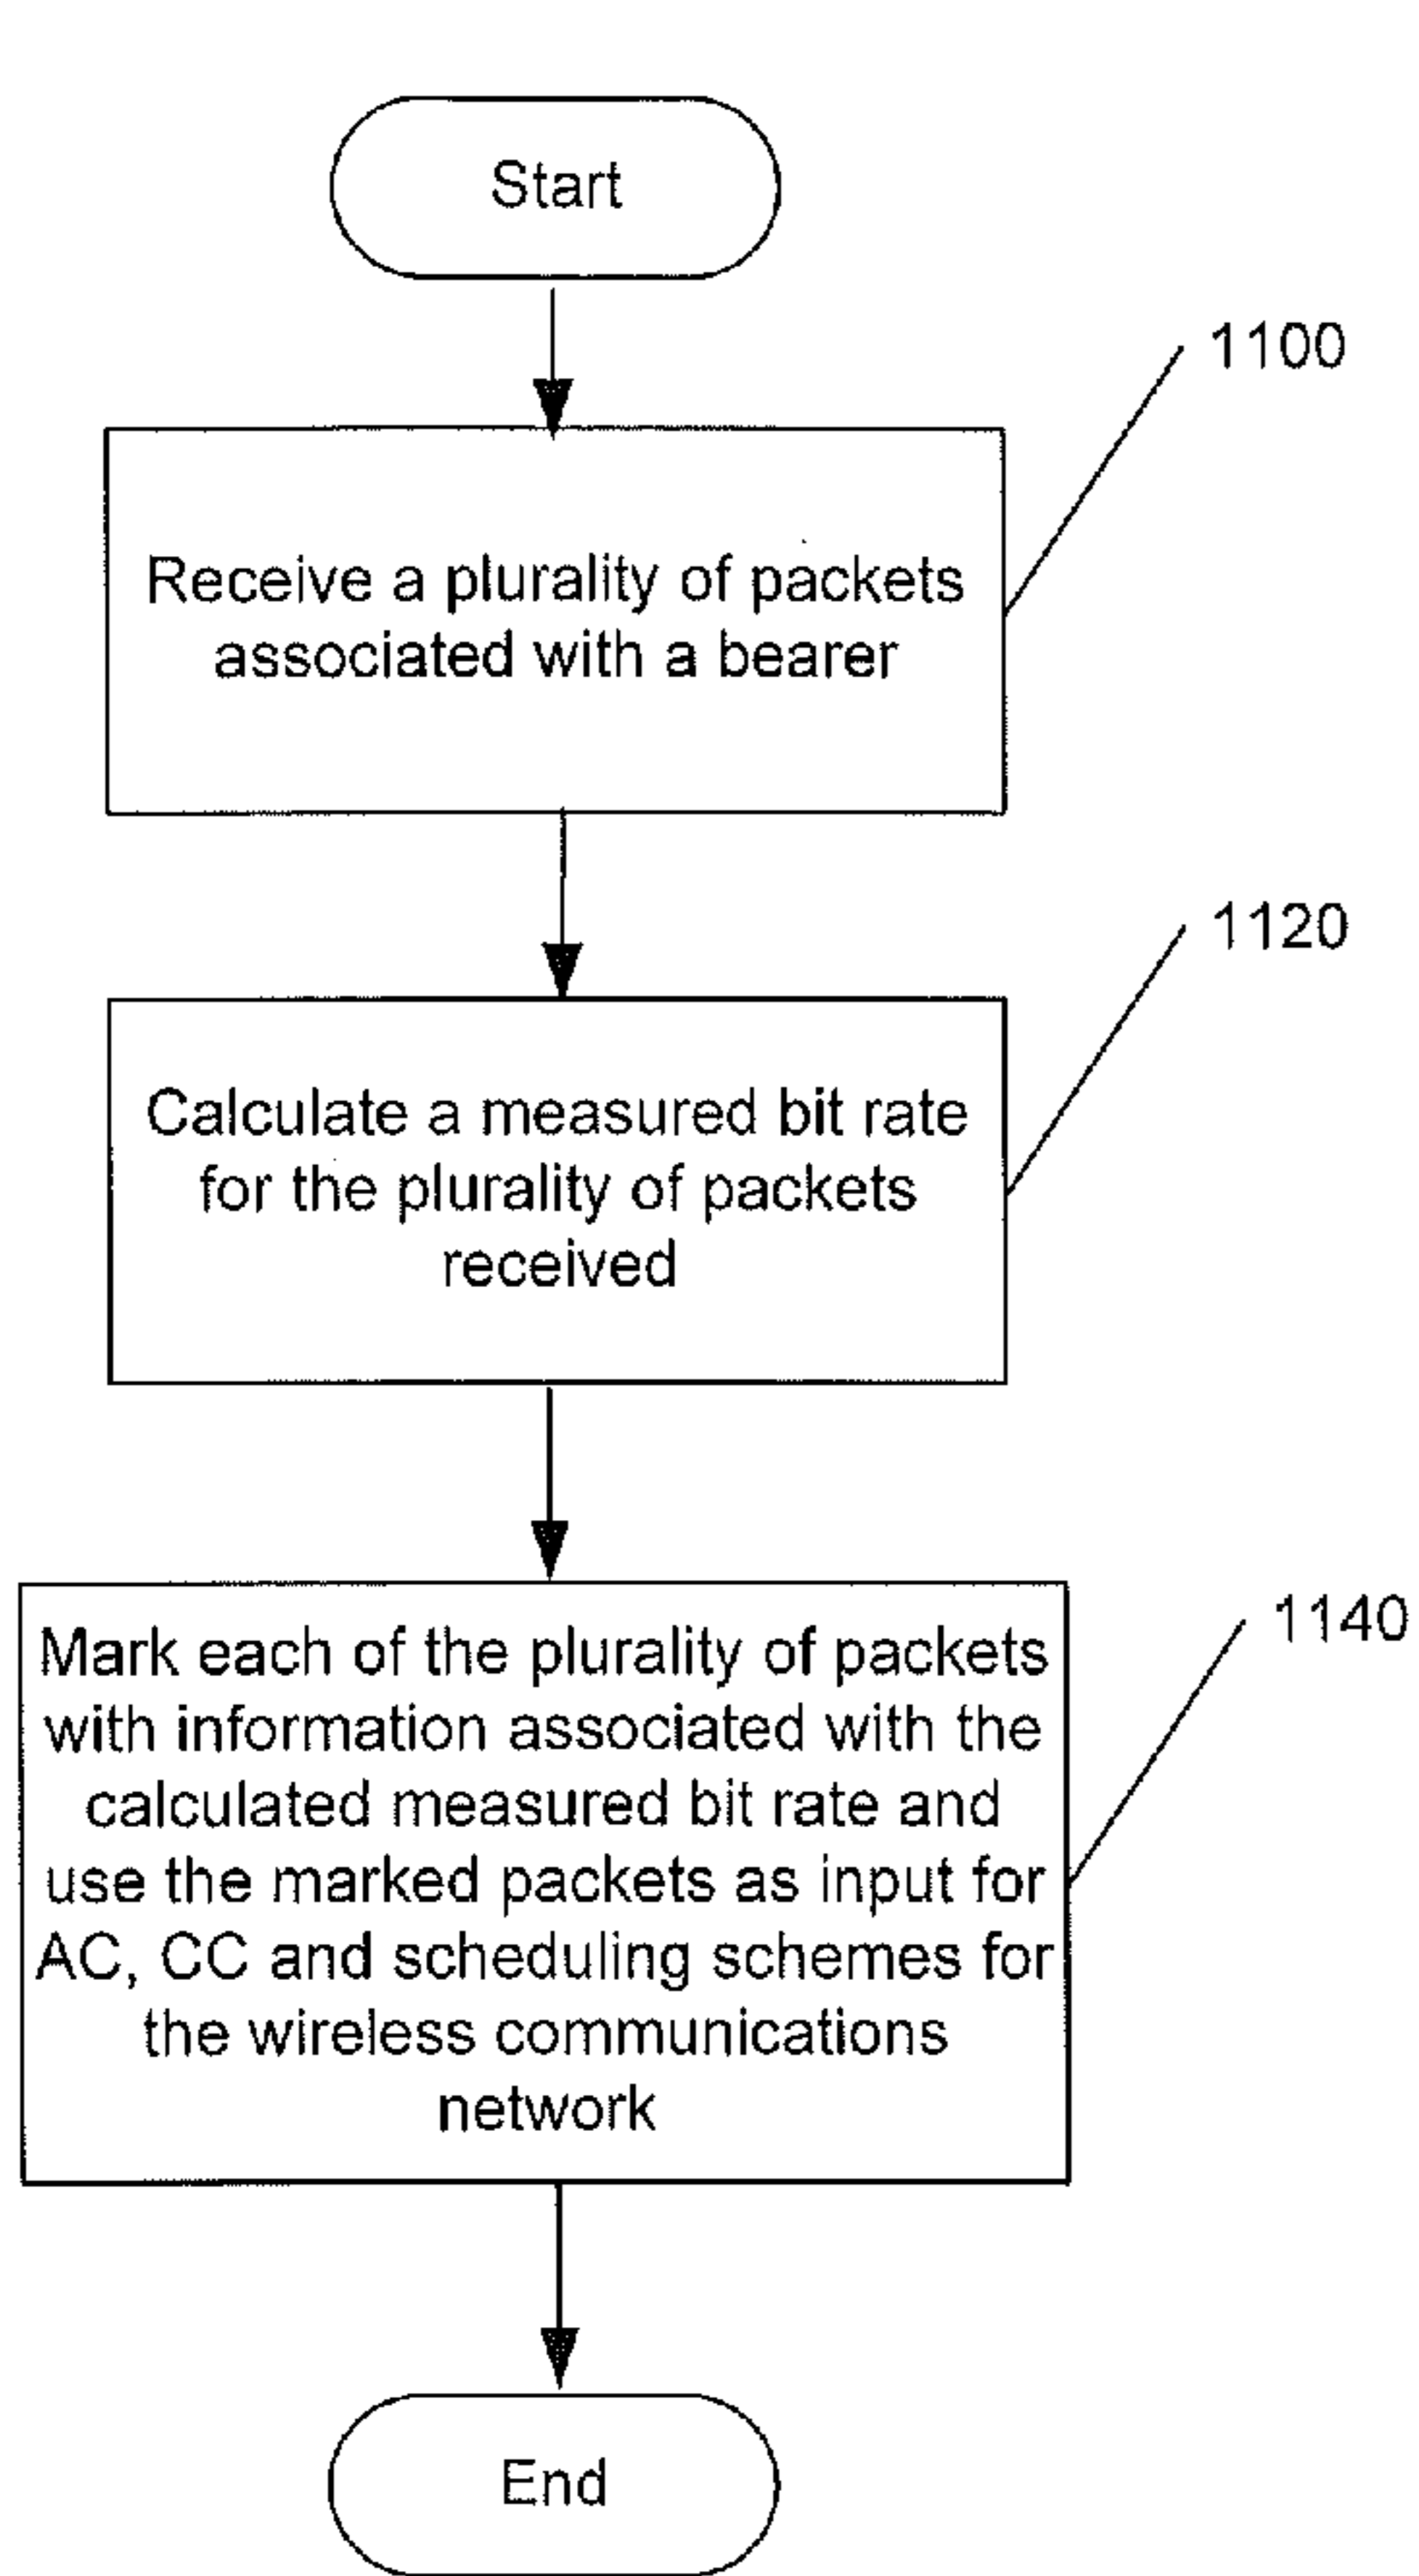 Start
1100
Receive a plurality of packets
associated with a bearer
1120
Calculate a measured bit rate
for the plurality of packets
received
1140
Mark each of the plurality of packets
with information associated with the
calculated measured bit rate and
use the marked packets as input for
AC, CC and scheduling schemes for
the wireless communications
network
End